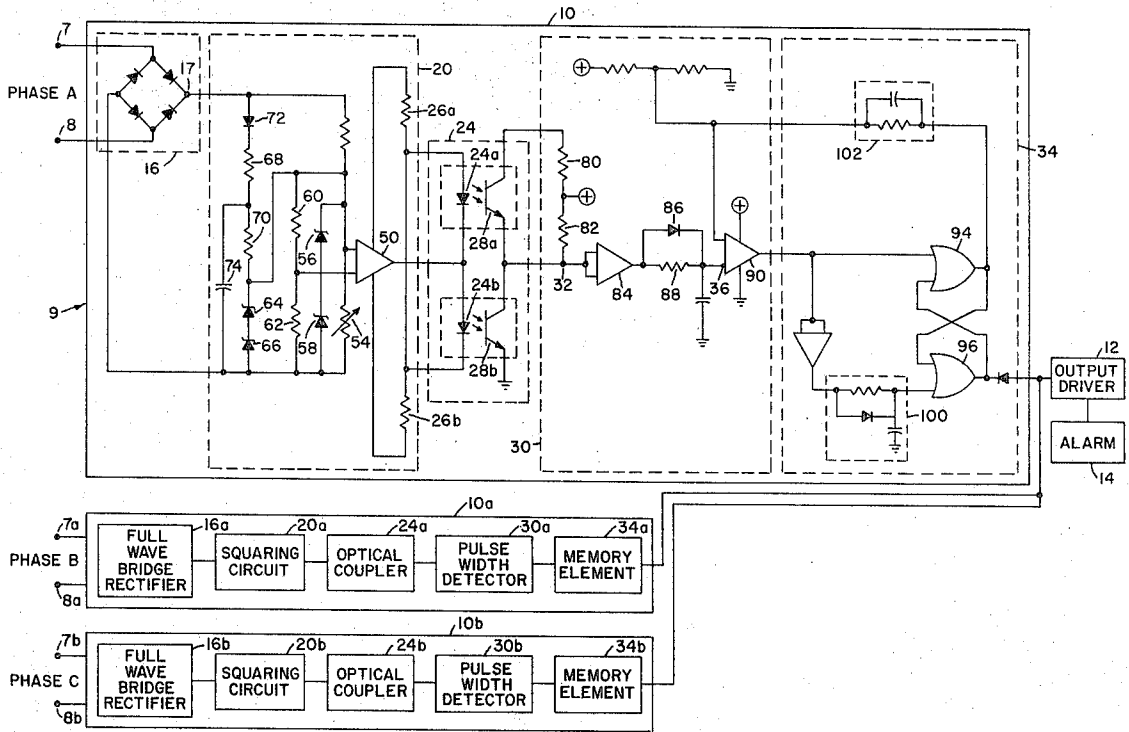 10
7
PHASE A
8
17
16
72
68
70
74
64
66
60
62
56
58
54
50
20
26a
24
24a
28a
24b
28b
26b
80
82
32
84
86
88
36
90
30
102
34
94
96
100
9
12
OUTPUT
DRIVER
ALARM
14
10a
7a
PHASE B
8a
16a
FULL
WAVE
BRIDGE
RECTIFIER
20a
SQUARING
CIRCUIT
24a
OPTICAL
COUPLER
30a
PULSE
WIDTH
DETECTOR
34a
MEMORY
ELEMENT
10b
7b
PHASE C
8b
16b
FULL
WAVE
BRIDGE
RECTIFIER
20b
SQUARING
CIRCUIT
24b
OPTICAL
COUPLER
30b
PULSE
WIDTH
DETECTOR
34b
MEMORY
ELEMENT